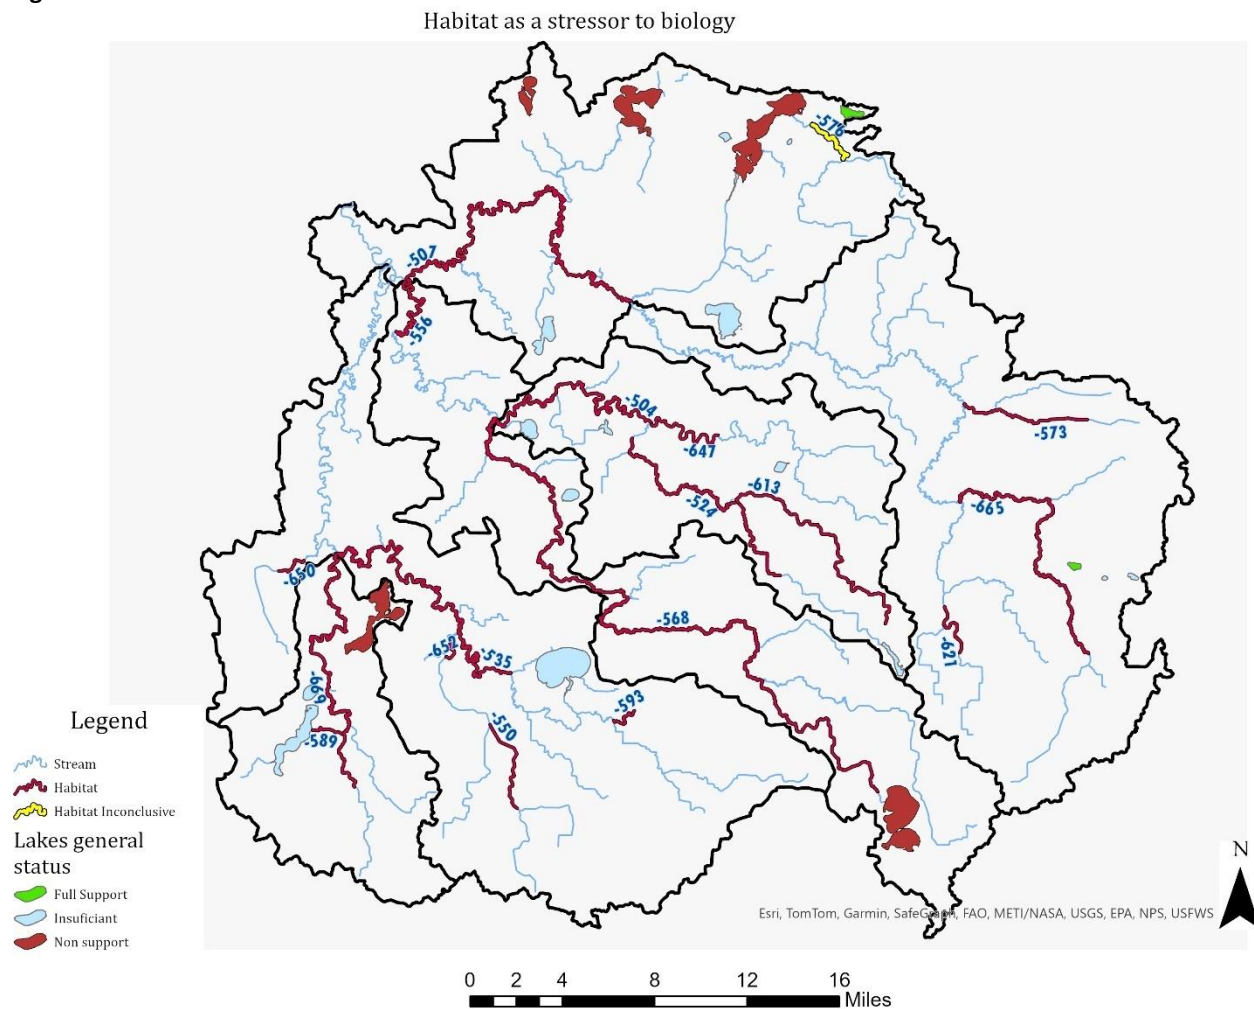 Habitat as a stressor to biology
-576
-507
-556
-504
-647
-573
-613
-524
-665
-650
-568
-652
-535
-621
-669
-593
-550
-589
Legend
Stream
Habitat
Habitat Inconclusive
Lakes general
status
Full Support
Insuficiant
Non support
N
Esri, TomTom, Garmin, SafeGraph, FAO, METI/NASA, USGS, EPA, NPS, USFWS
0 2 4 8 12 16
Miles